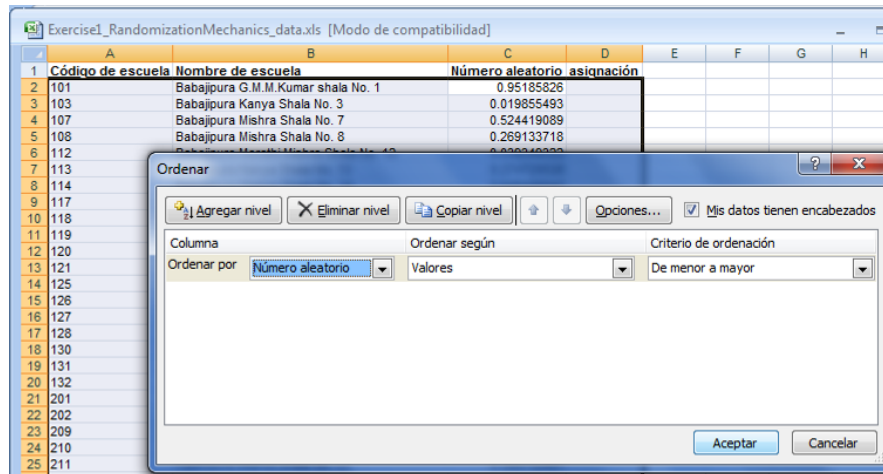 Exercise1_RandomizationMechanics_data.xls [Modo de compatibilidad]
A B C D E F G H
1 Código de escuela Nombre de escuela Número aleatorio asignación
2 101 Babajipura G.M.M.Kumar shala No. 1 0.95185826
3 103 Babajipura Kanya Shala No. 3 0.019855493
4 107 Babajipura Mishra Shala No. 7 0.524419089
5 108 Babajipura Mishra Shala No. 8 0.269133718
6 112
7 113
8 114
9 117
10 118
11 119
12 120
13 121
14 125
15 126
16 127
17 128
18 130
19 131
20 132
21 201
22 202
23 209
24 210
25 211
Ordenar
Agregar nivel Eliminar nivel Copiar nivel Opciones... Mis datos tienen encabezados
Columna Ordenar según Criterio de ordenación
Ordenar por Número aleatorio Valores De menor a mayor
Aceptar Cancelar